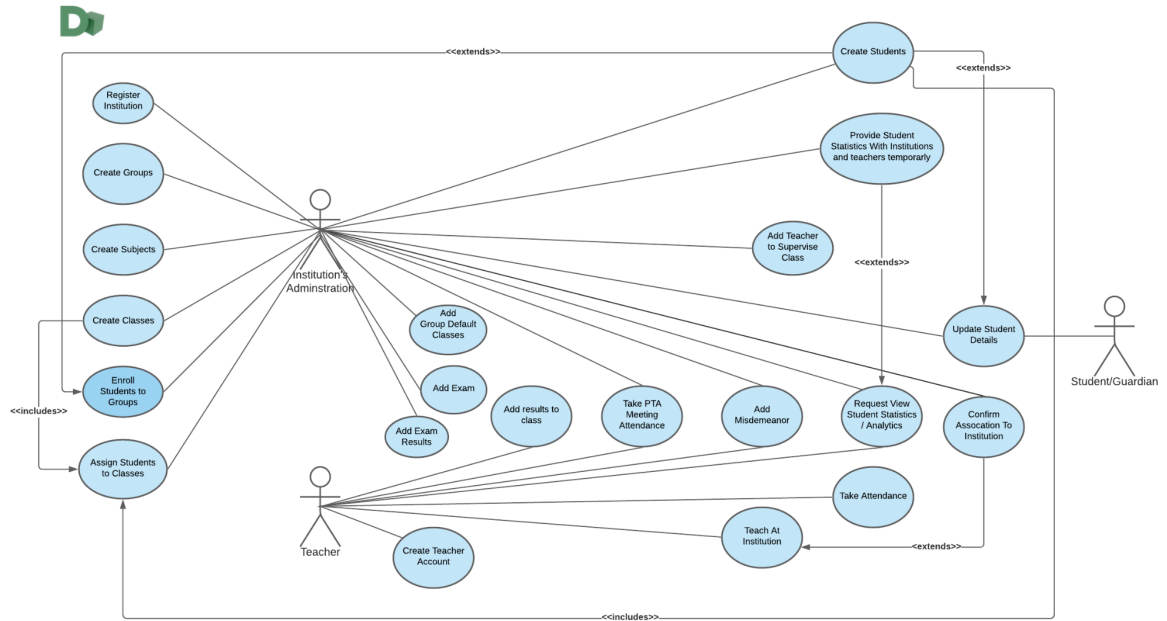 D
<<extends>>
Create Students
<<extends>>
Register
Institution
Provide Student
Statistics With Institutions
and teachers temporarly
Create Groups
Add Teacher
to Supervise
Class
Create Subjects
<<extends>>
Institution's
Adminstration
Create Classes
Add
Group Default
Classes
Update Student
Details
Student/Guardian
Enroll
Students to
Groups
Add Exam
<<includes>>
Add results to
class
Take PTA
Meeting
Attendance
Add
Misdemeanor
Request View
Student Statistics
/ Analytics
Confirm
Assocation To
Institution
Add Exam
Results
Assign Students
to Classes
Take Attendance
Teach At
Institution
<extends>>
Teacher
Create Teacher
Account
<<includes>>